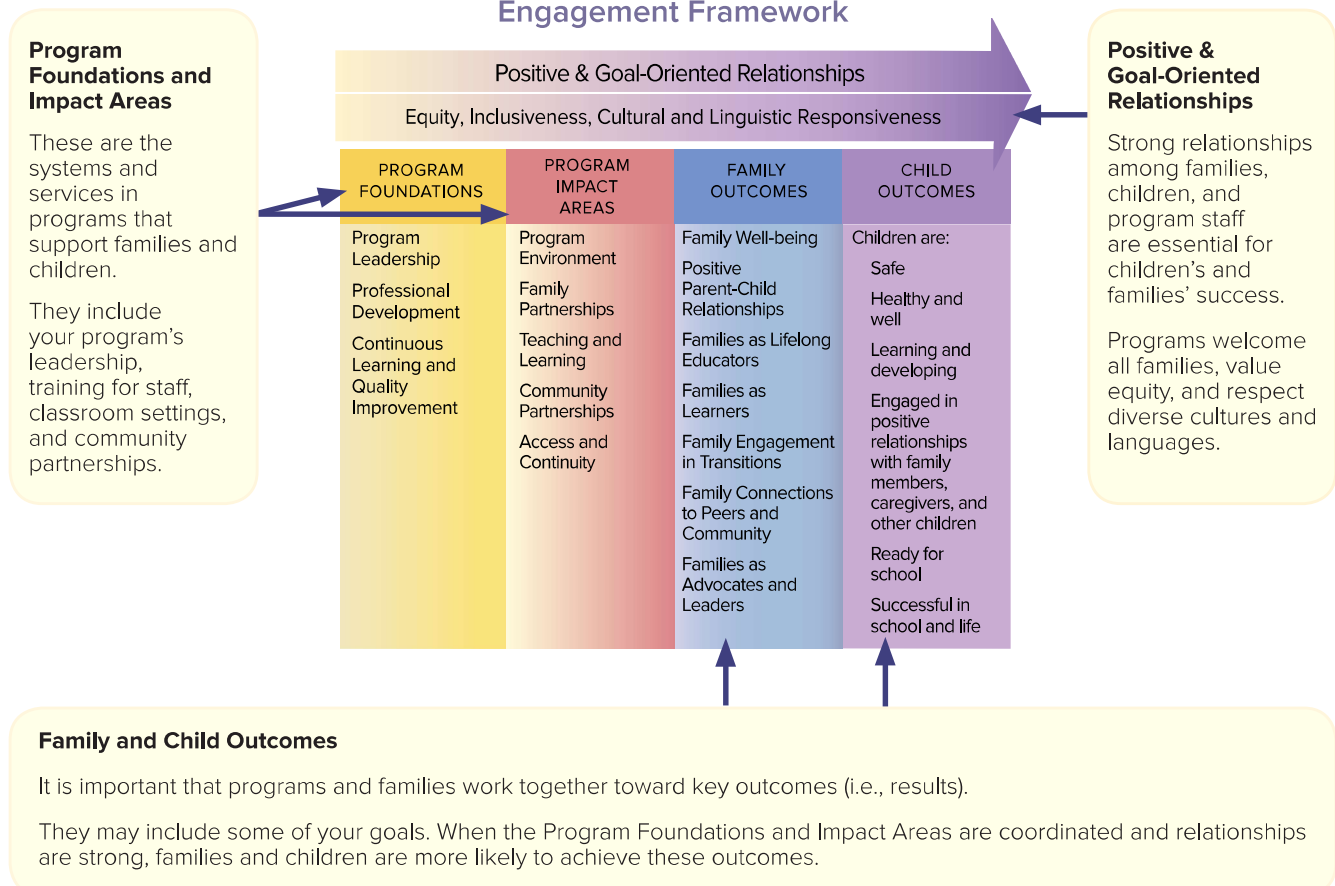 Engagement Framework
Program
Foundations and
Impact Areas
These are the
systems and
services in
programs that
support families and
children.
They include
your program’s
leadership,
training for staff,
classroom settings,
and community
partnerships.
Positive & Goal-Oriented Relationships
Equity, Inclusiveness, Cultural and Linguistic Responsiveness
PROGRAM
FOUNDATIONS
Program
Leadership
Professional
Development
Continuous
Learning and
Quality
Improvement
PROGRAM
IMPACT
AREAS
Program
Environment
Family
Partnerships
Teaching and
Learning
Community
Partnerships
Access and
Continuity
FAMILY
OUTCOMES
Family Well-being
Positive
Parent-Child
Relationships
Families as Lifelong
Educators
Families as
Learners
Family Engagement
in Transitions
Family Connections
to Peers and
Community
Families as
Advocates and
Leaders
CHILD
OUTCOMES
Children are:
Safe
Healthy and
well
Learning and
developing
Engaged in
positive
relationships
with family
members,
caregivers, and
other children
Ready for
school
Successful in
school and life
Positive &
Goal-Oriented
Relationships
Strong relationships
among families,
children, and
program staff
are essential for
children’s and
families’ success.
Programs welcome
all families, value
equity, and respect
diverse cultures and
languages.
Family and Child Outcomes
It is important that programs and families work together toward key outcomes (i.e., results).
They may include some of your goals. When the Program Foundations and Impact Areas are coordinated and relationships
are strong, families and children are more likely to achieve these outcomes.